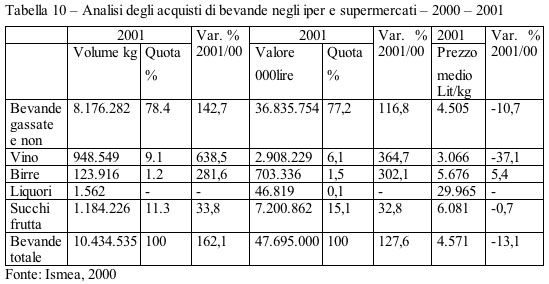 Tabella 10 – Analisi degli acquisti di bevande negli iper e supermercati – 2000 – 2001
2001 Var. % 2001/00 2001 Var. % 2001/00 2001 Var. % 2001/00
Volume kg Quota % Valore 000lire Quota % Prezzo medio Lit/kg
Bevande gassate e non 8.176.282 78.4 142,7 36.835.754 77,2 116,8 4.505 -10,7
Vino 948.549 9.1 638,5 2.908.229 6,1 364,7 3.066 -37,1
Birre 123.916 1.2 281,6 703.336 1,5 302,1 5.676 5,4
Liquori 1.562 - - 46.819 0,1 - 29.965 -
Succhi frutta 1.184.226 11.3 33,8 7.200.862 15,1 32,8 6.081 -0,7
Bevande totale 10.434.535 100 162,1 47.695.000 100 127,6 4.571 -13,1
Fonte: Ismea, 2000